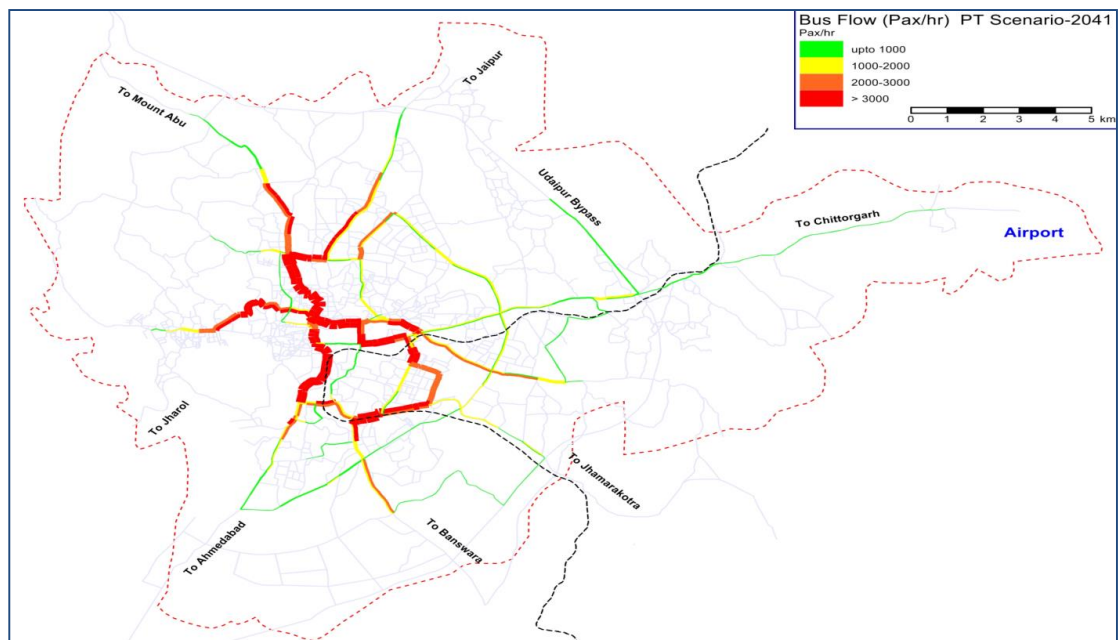 Bus Flow (Pax/hr) PT Scenario-2041
Pax/hr
upto 1000
1000-2000
2000-3000
> 3000
0 1 2 3 4 5
km
To Jaipur
To Mount Abu
Udaipur Bypass
To Chittorgarh
Airport
To Jharol
To Jhamarakotra
To Banswara
To Ahmedabad